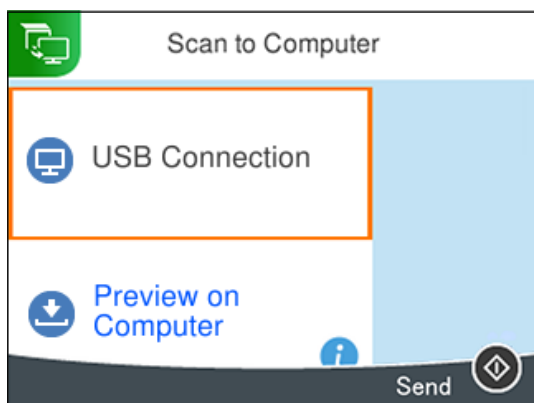 Scan to Computer
USB Connection
Preview on
Computer
i
Send